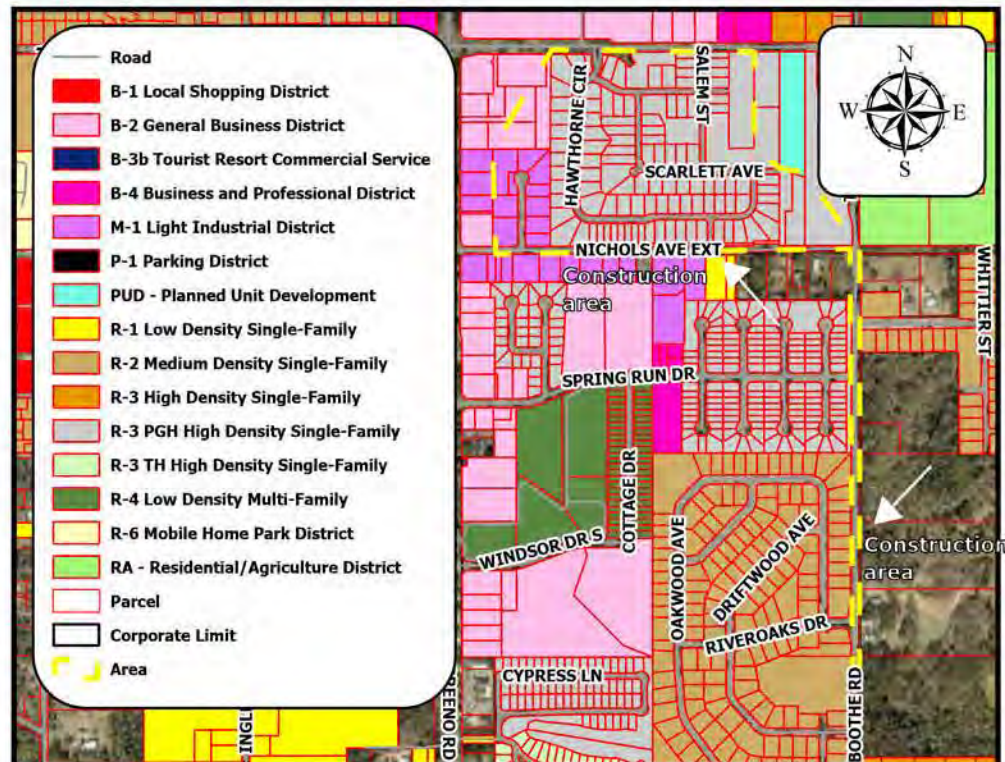 Road
B-1 Local Shopping District
B-2 General Business District
B-3b Tourist Resort Commercial Service
B-4 Business and Professional District
M-1 Light Industrial District
P-1 Parking District
PUD - Planned Unit Development
R-1 Low Density Single-Family
R-2 Medium Density Single-Family
R-3 High Density Single-Family
R-3 PGH High Density Single-Family
R-3 TH High Density Single-Family
R-4 Low Density Multi-Family
R-6 Mobile Home Park District
RA - Residential/Agriculture District
Parcel
Corporate Limit
Area
N
W
E
S
HAWTHORNE CIR
SALEM ST
SCARLETT AVE
NICHOLS AVE EXT
Construction
area
WHITTIER ST
SPRING RUN DR
COTTAGE DR
WINDSOR DR S
OAKWOOD AVE
DRIFTWOOD AVE
RIVEROAKS DR
Construction
area
CYPRESS LN
BOOTHE RD
REENO RD
INGL